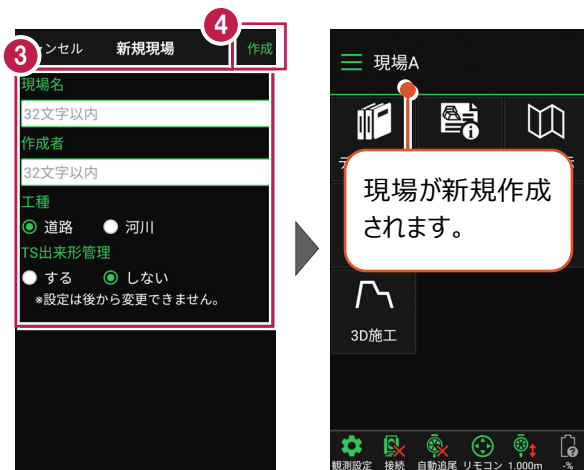 4
3
ンセル 新規現場 作成
現場名
32文字以内
作成者
32文字以内
工種
道路 河川
TS出来形管理
する しない
※設定は後から変更できません。
現場A
現場が新規作成
されます。
3D施工
観測設定 接続 自動追尾 リモコン 1.000m -%